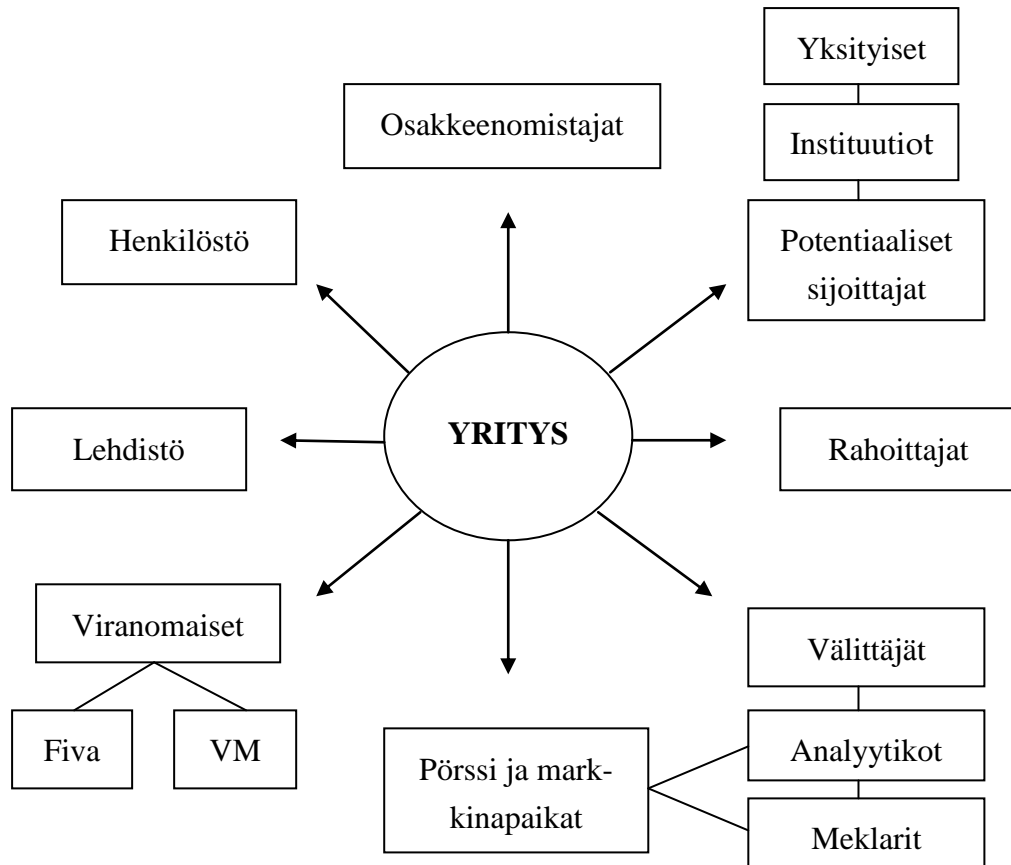 Yksityiset
Osakkeenomistajat
Instituutiot
Henkilöstö
Potentiaaliset
sijoittajat
YRITYS
Lehdistö
Rahoittajat
Viranomaiset
Välittäjät
Fiva
VM
Pörssi ja mark-
kinapaikat
Analyytikot
Meklarit